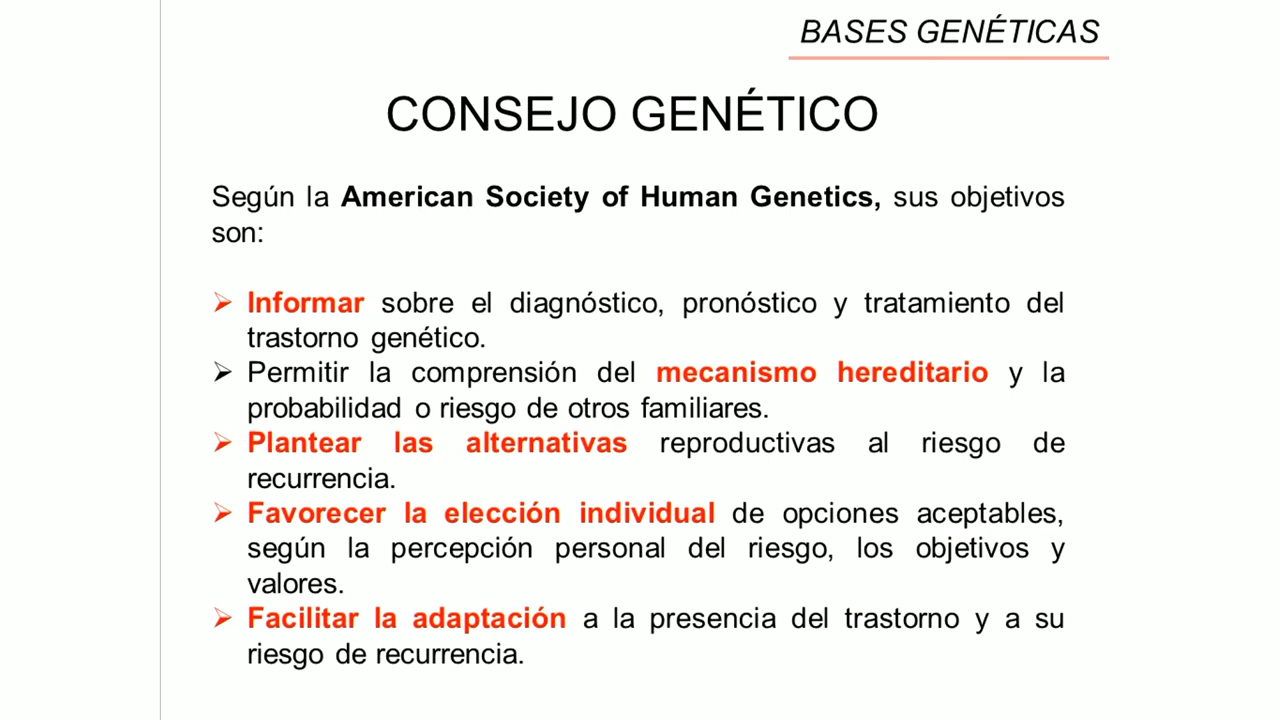 BASES GENÉTICAS
CONSEJO GENÉTICO
Según la American Society of Human Genetics, sus objetivos
son:
Informar sobre el diagnóstico, pronóstico y tratamiento del
trastorno genético.
Permitir la comprensión del mecanismo hereditario y la
probabilidad o riesgo de otros familiares.
Plantear las alternativas reproductivas al riesgo de
recurrencia.
Favorecer la elección individual de opciones aceptables,
según la percepción personal del riesgo, los objetivos y
valores.
Facilitar la adaptación a la presencia del trastorno y a su
riesgo de recurrencia.